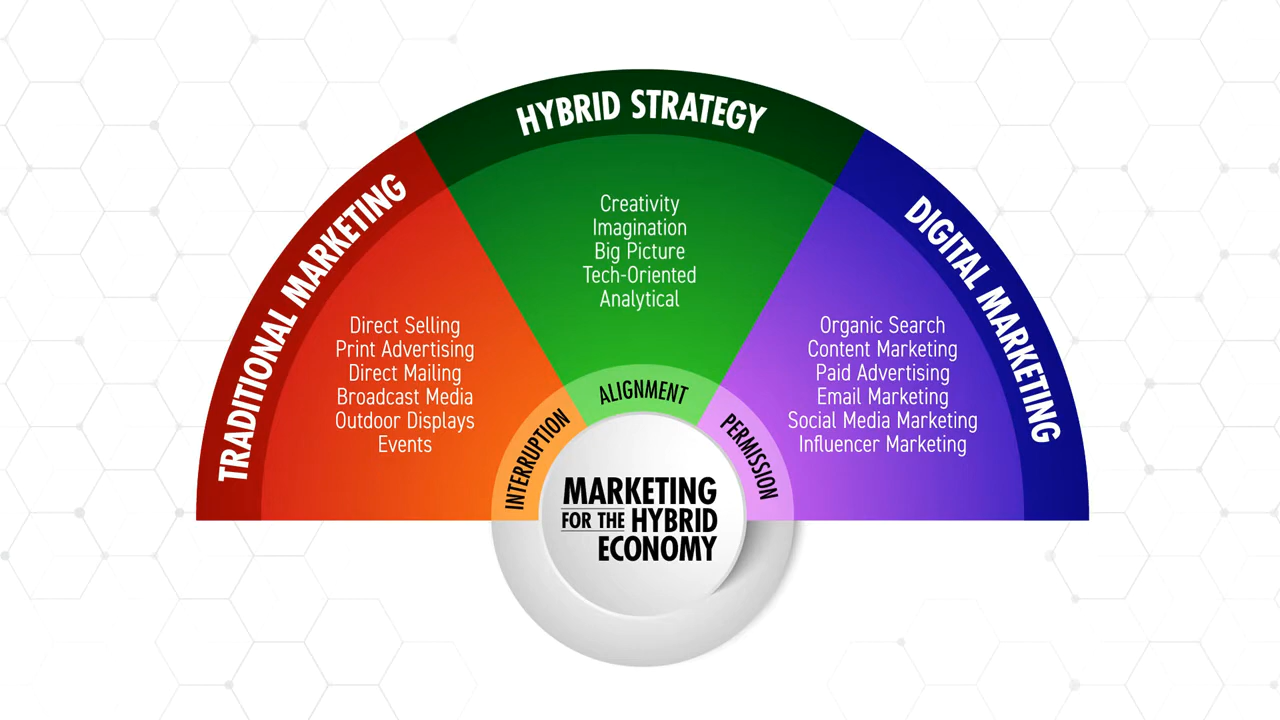 HYBRID STRATEGY
Creativity
Imagination
Big Picture
Tech-Oriented
Analytical
ALIGNMENT
TRADITIONAL MARKETING
Direct Selling
Print Advertising
Direct Mailing
Broadcast Media
Outdoor Displays
Events
INTERRUPTION
DIGITAL MARKETING
Organic Search
Content Marketing
Paid Advertising
Email Marketing
Social Media Marketing
Influencer Marketing
PERMISSION
MARKETING
FOR THE HYBRID
ECONOMY